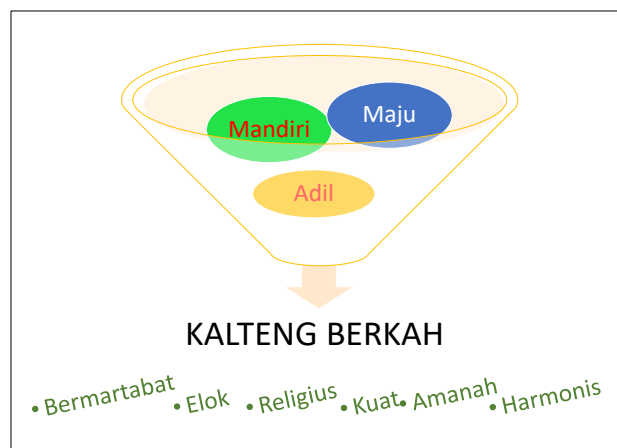 Maju
Mandiri
Adil
KALTENG BERKAH
• Bermartabat
• Elok
• Religius
• Kuat
• Amanah
• Harmonis